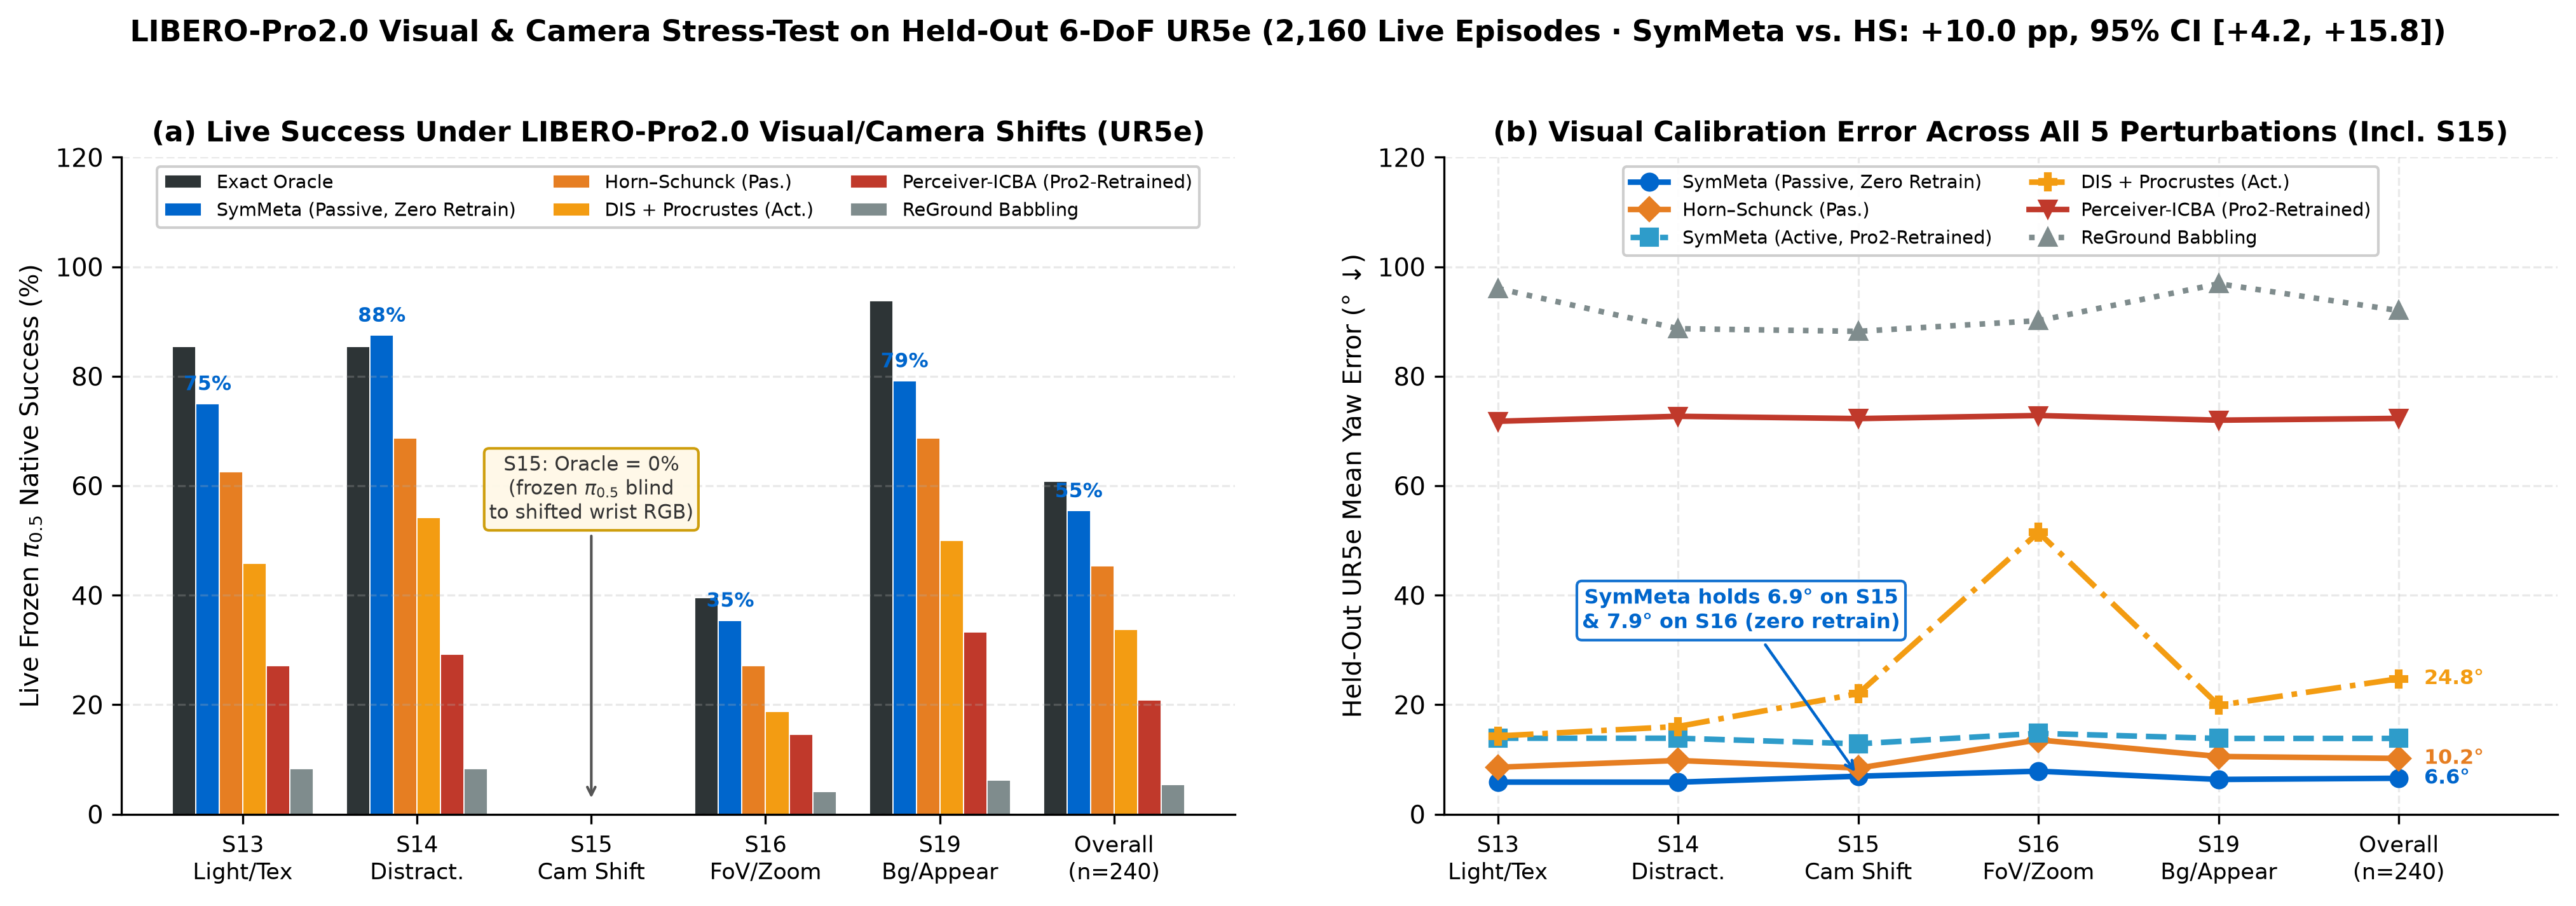 LIBERO-Pro2.0 Visual & Camera Stress-Test on Held-Out 6-DoF UR5e (2,160 Live Episodes · SymMeta vs. HS: +10.0 pp, 95% CI [+4.2, +15.8])
(a) Live Success Under LIBERO-Pro2.0 Visual/Camera Shifts (UR5e)
Live Frozen π0.5 Native Success (%)
120
100
80
60
40
20
0
Exact Oracle
SymMeta (Passive, Zero Retrain)
Horn–Schunck (Pas.)
DIS + Procrustes (Act.)
Perceiver-ICBA (Pro2-Retrained)
ReGround Babbling
75%
88%
S15: Oracle = 0%
(frozen π0.5 blind
to shifted wrist RGB)
35%
79%
55%
S13
Light/Tex
S14
Distract.
S15
Cam Shift
S16
FoV/Zoom
S19
Bg/Appear
Overall
(n=240)
(b) Visual Calibration Error Across All 5 Perturbations (Incl. S15)
Held-Out UR5e Mean Yaw Error (° ↓)
120
100
80
60
40
20
0
SymMeta (Passive, Zero Retrain)
Horn–Schunck (Pas.)
SymMeta (Active, Pro2-Retrained)
DIS + Procrustes (Act.)
Perceiver-ICBA (Pro2-Retrained)
ReGround Babbling
SymMeta holds 6.9° on S15
& 7.9° on S16 (zero retrain)
24.8°
10.2°
6.6°
S13
Light/Tex
S14
Distract.
S15
Cam Shift
S16
FoV/Zoom
S19
Bg/Appear
Overall
(n=240)